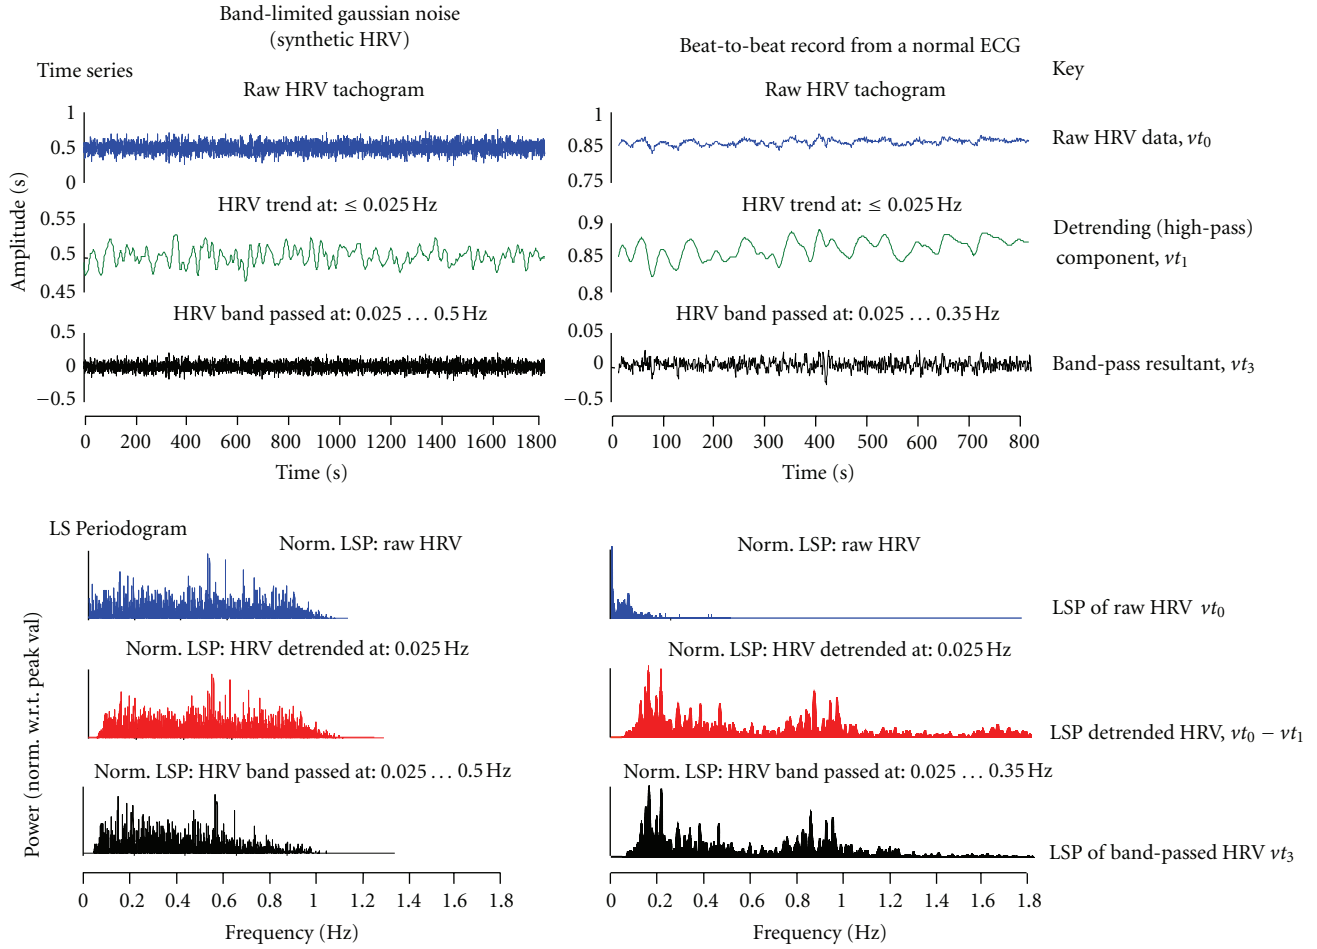 Band-limited gaussian noise
(synthetic HRV)
Beat-to-beat record from a normal ECG
Time series
Key
Raw HRV tachogram
Raw HRV tachogram
1
0.5
0
1
0.85
0.75
Raw HRV data, vt0
HRV trend at: ≤ 0.025 Hz
HRV trend at: ≤ 0.025 Hz
Amplitude (s)
0.55
0.5
0.45
0.9
0.85
0.8
Detrending (high-pass)
component, vt1
HRV band passed at: 0.025 … 0.5 Hz
HRV band passed at: 0.025 … 0.35 Hz
0.5
0
−0.5
0.05
0
−0.5
Band-pass resultant, vt3
0 200 400 600 800 1000 1200 1400 1600 1800
0 100 200 300 400 500 600 700 800
Time (s)
Time (s)
LS Periodogram
Norm. LSP: raw HRV
Norm. LSP: raw HRV
LSP of raw HRV vt0
Power (norm. w.r.t. peak val)
Norm. LSP: HRV detrended at: 0.025 Hz
Norm. LSP: HRV detrended at: 0.025 Hz
LSP detrended HRV, vt0 − vt1
Norm. LSP: HRV band passed at: 0.025 … 0.5 Hz
Norm. LSP: HRV band passed at: 0.025 … 0.35 Hz
LSP of band-passed HRV vt3
0 0.2 0.4 0.6 0.8 1 1.2 1.4 1.6 1.8
0 0.2 0.4 0.6 0.8 1 1.2 1.4 1.6 1.8
Frequency (Hz)
Frequency (Hz)